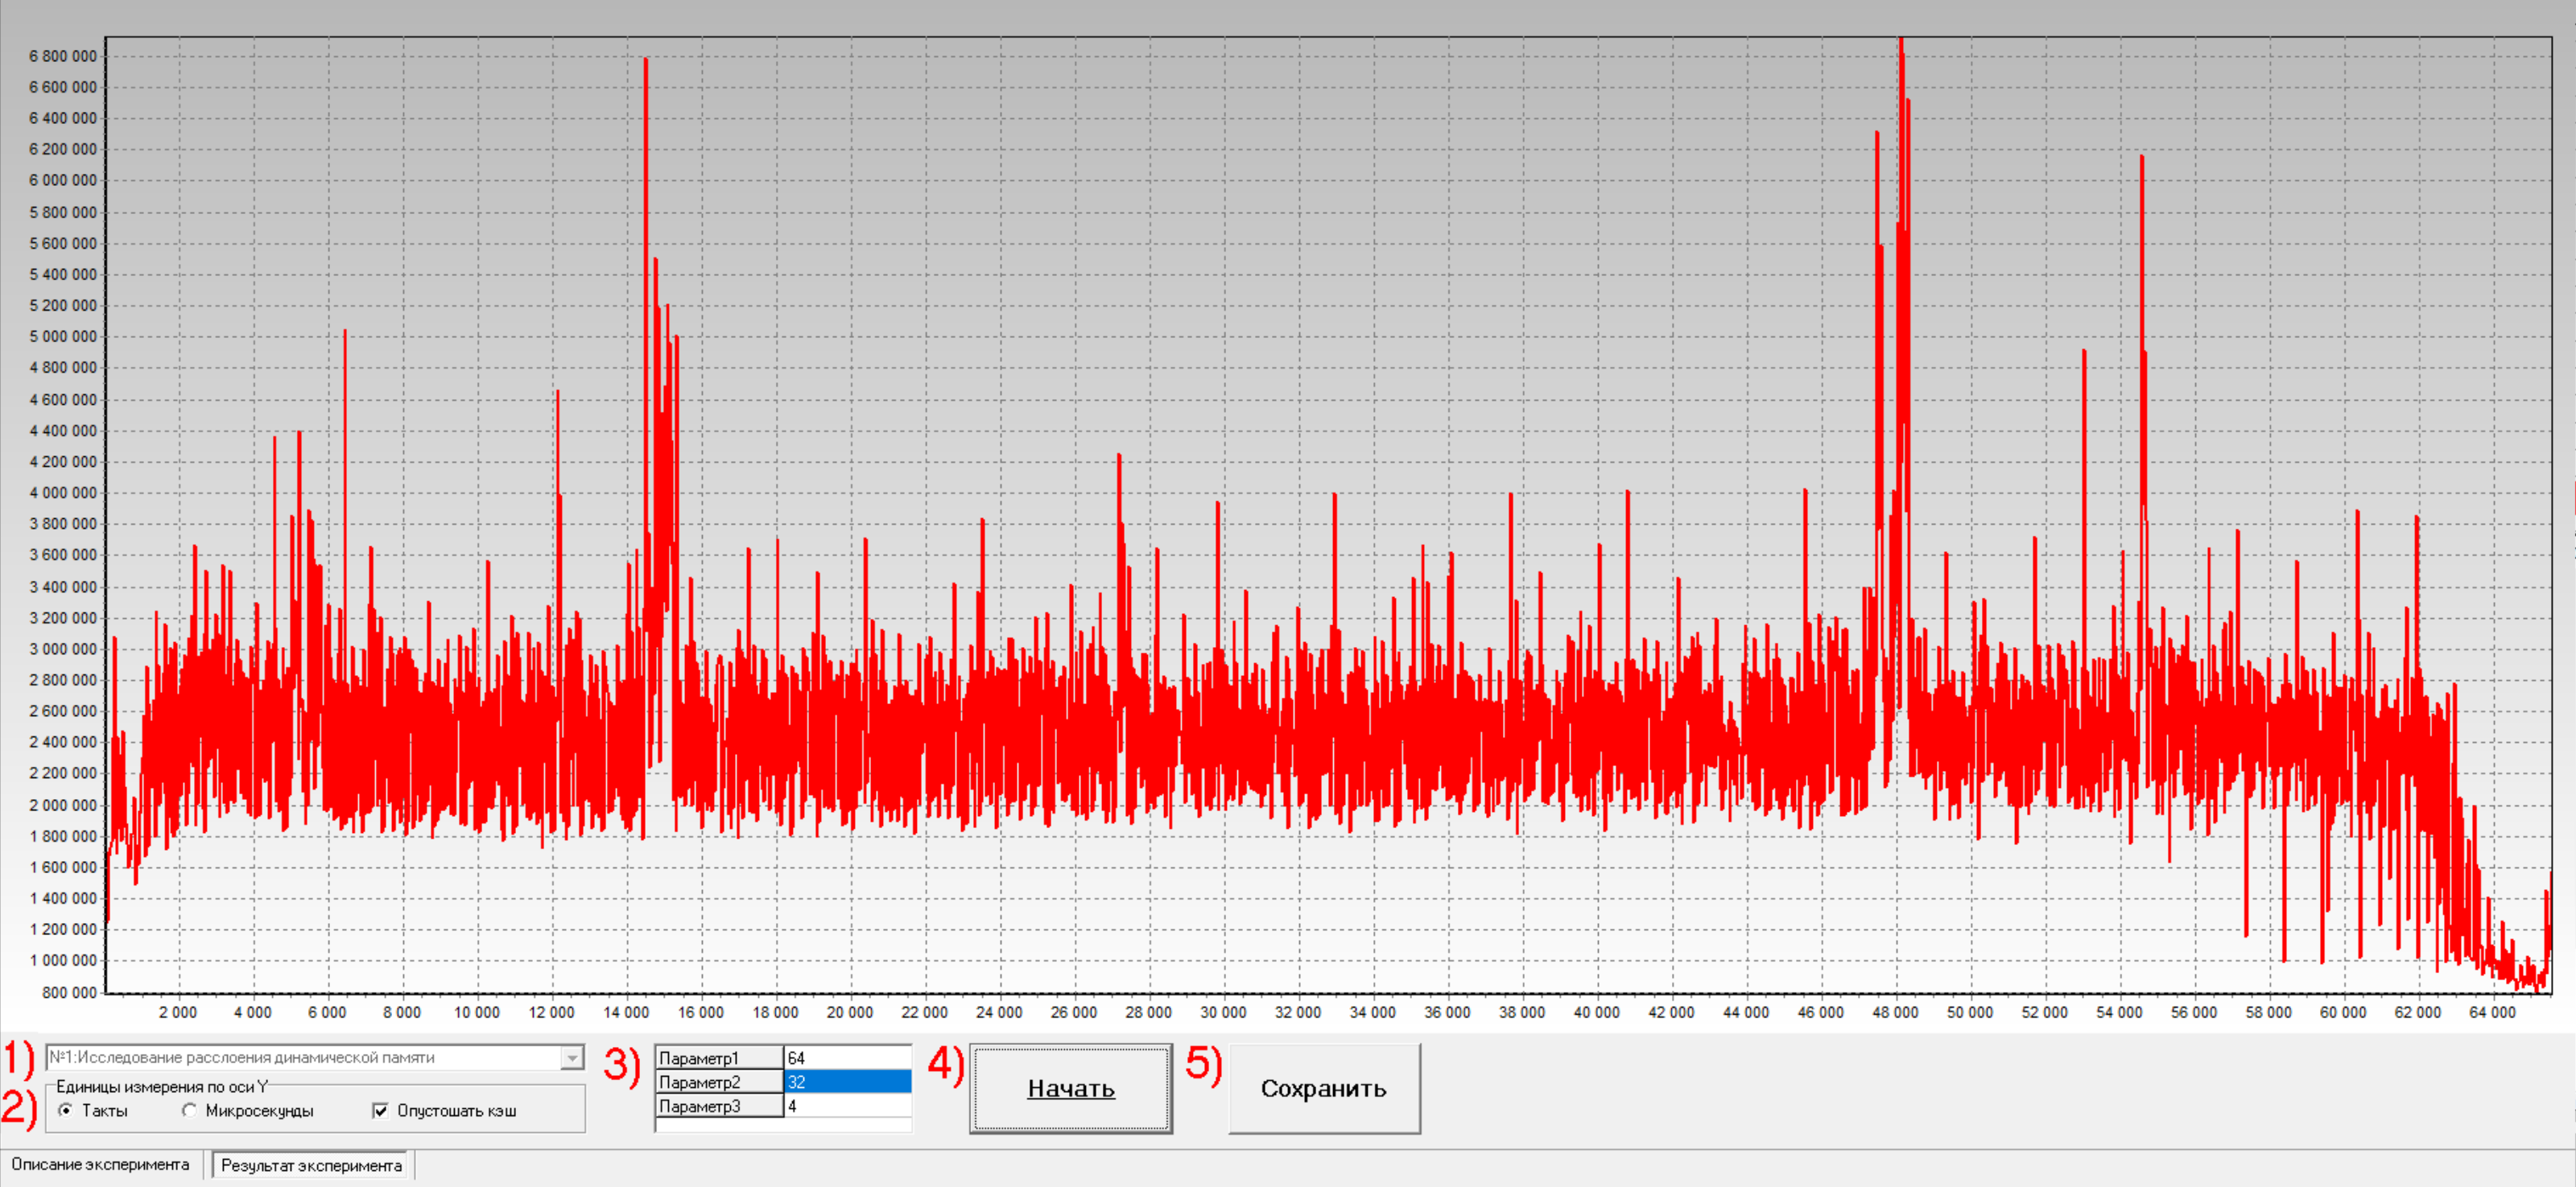 6 800 000
6 600 000
6 400 000
6 200 000
6 000 000
5 800 000
5 600 000
5 400 000
5 200 000
5 000 000
4 800 000
4 600 000
4 400 000
4 200 000
4 000 000
3 800 000
3 600 000
3 400 000
3 200 000
3 000 000
2 800 000
2 600 000
2 400 000
2 200 000
2 000 000
1 800 000
1 600 000
1 400 000
1 200 000
1 000 000
800 000
2 000 4 000 6 000 8 000 10 000 12 000 14 000 16 000 18 000 20 000 22 000 24 000 26 000 28 000 30 000 32 000 34 000 36 000 38 000 40 000 42 000 44 000 46 000 48 000 50 000 52 000 54 000 56 000 58 000 60 000 62 000 64 000
1) №1:Исследование расслоения динамической памяти
2) Единицы измерения по оси Y
Такты Микросекунды Опустошать кэш
3) Параметр1 64
Параметр2 32
Параметр3 4
4) Начать
5) Сохранить
Описание эксперимента Результат эксперимента